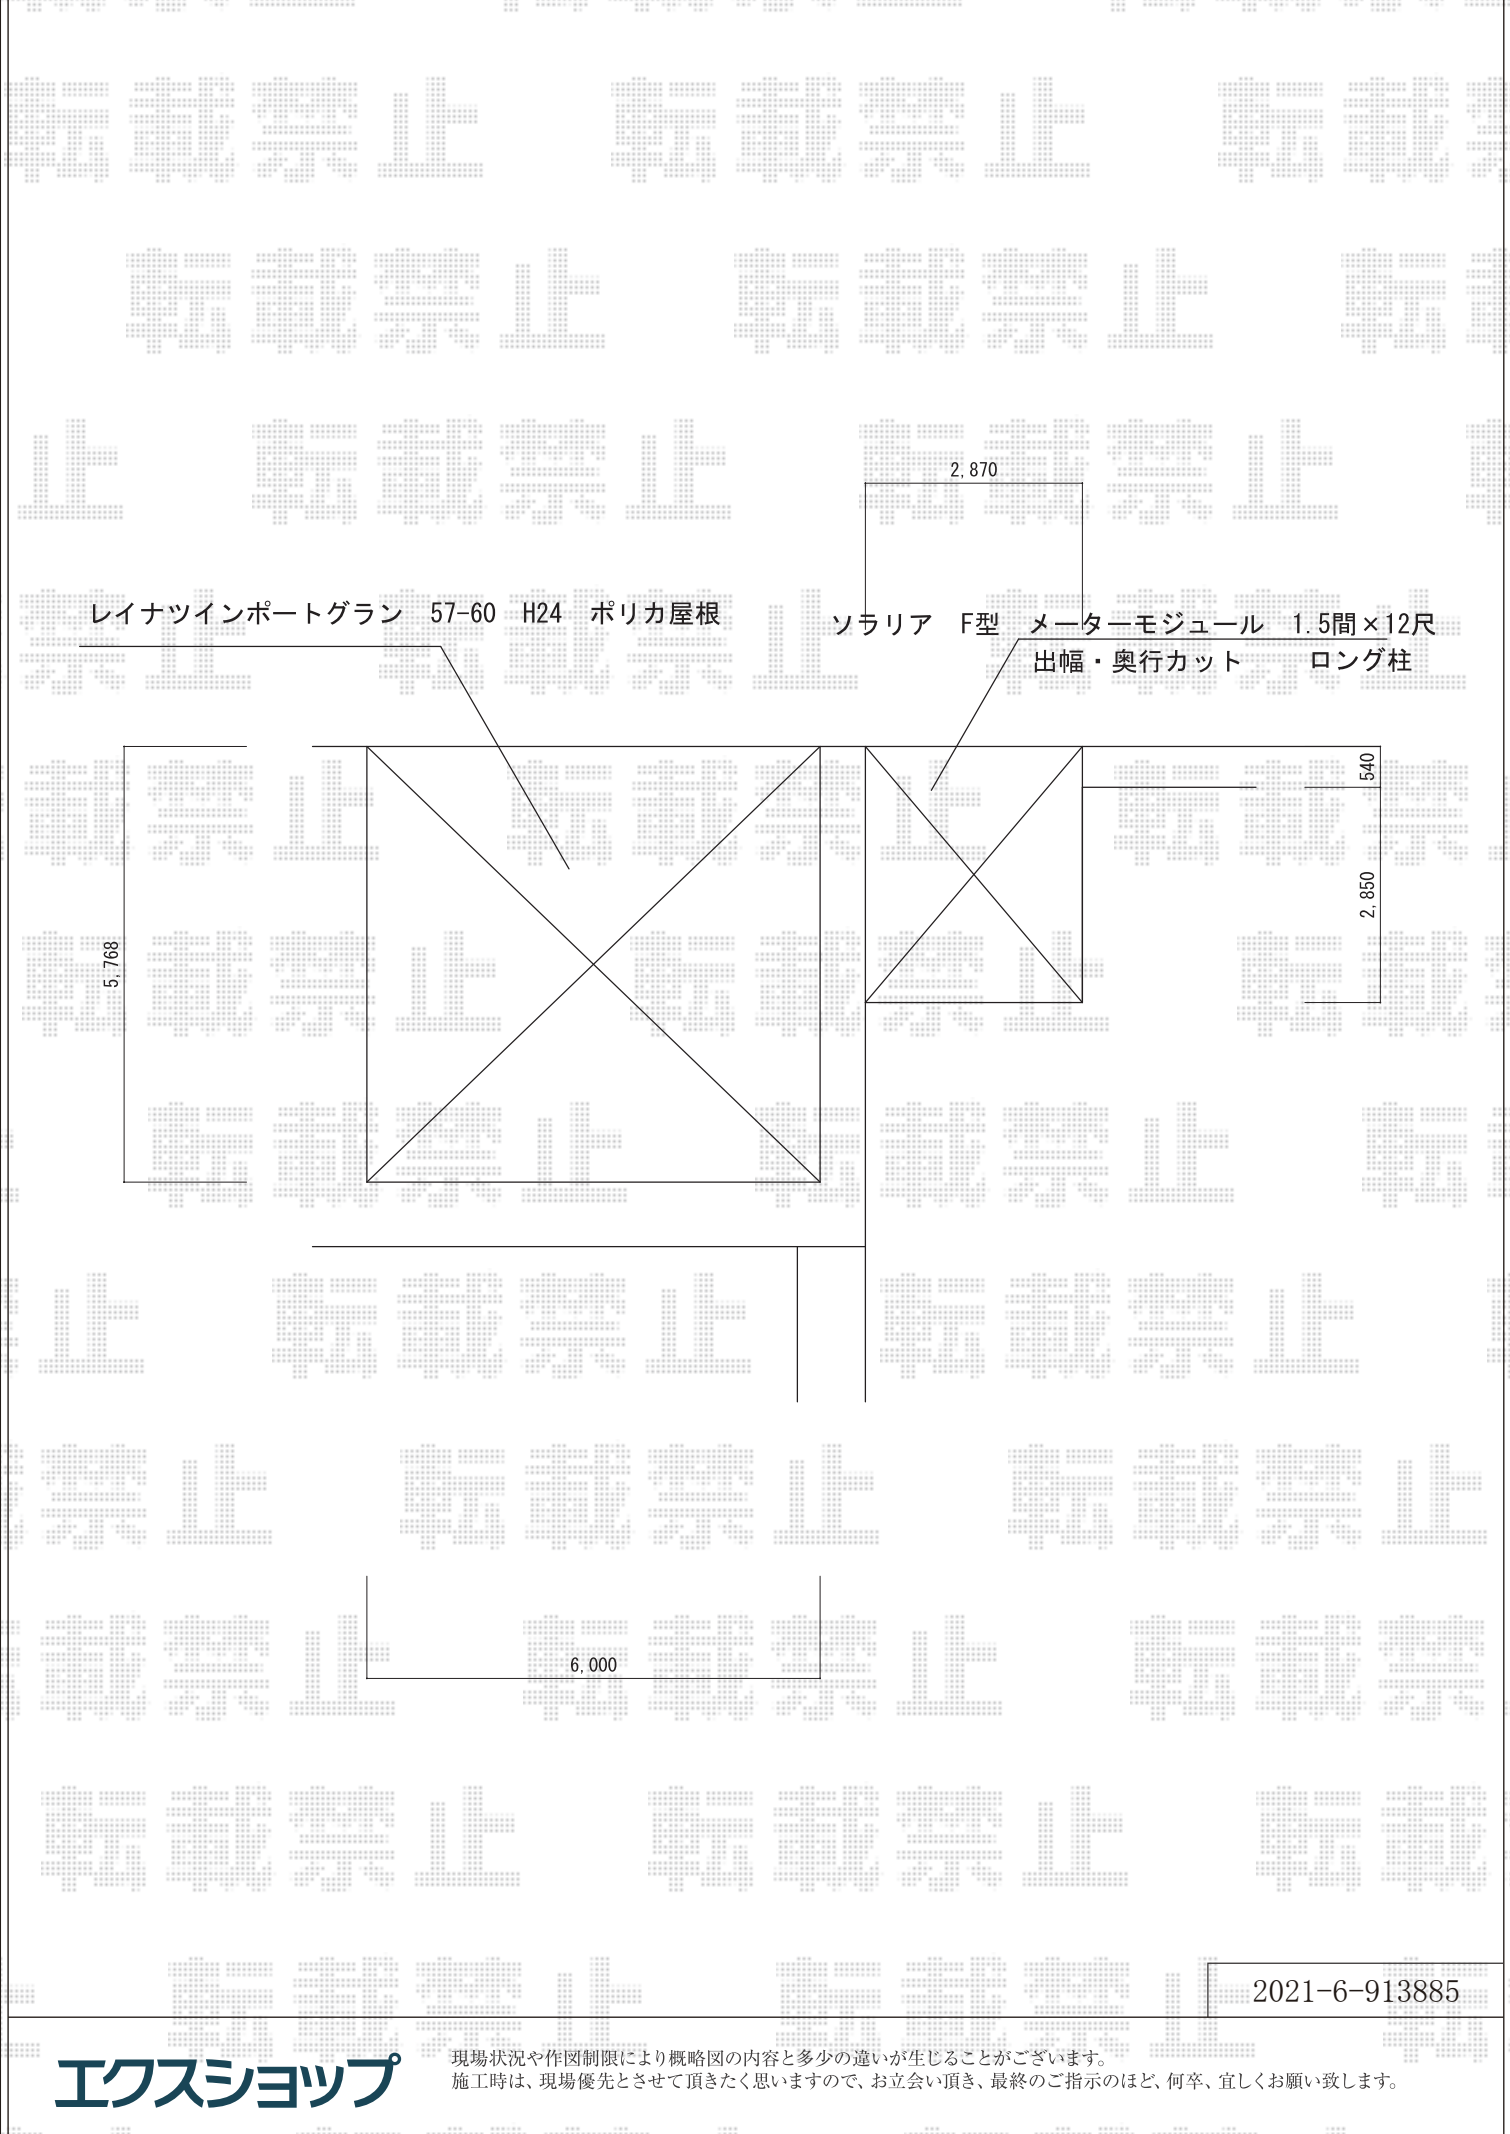 2,870
レイナツインポートグラン　57-60　H24　ポリカ屋根
ソラリア　F型　メーターモジュール　1.5間×12尺
出幅・奥行カット　　ロング柱
540
2,850
5,768
6,000
2021-6-913885
エクスショップ
現場状況や作図制限により概略図の内容と多少の違いが生じることがございます。
施工時は、現場優先とさせて頂きたく思いますので、お立会い頂き、最終のご指示のほど、何卒、宜しくお願い致します。
転載禁止